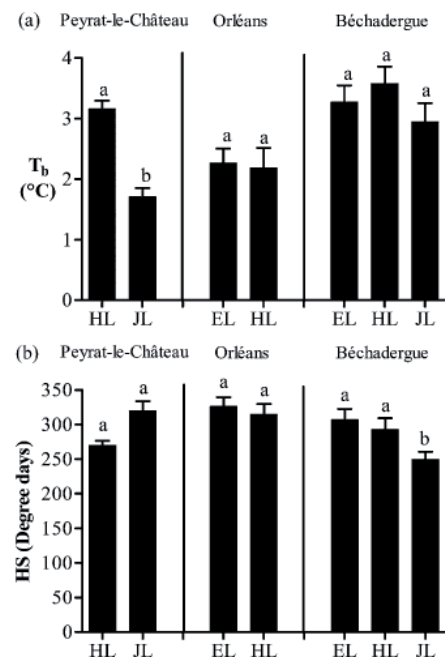 (a) Peyrat-le-Château Orléans Béchadergue
4
3
2
1
0
Tb
(°C)
a b a a a a a
HL JL EL HL EL HL JL
(b) Peyrat-le-Château Orléans Béchadergue
350
300
250
200
150
100
50
0
HS (Degree days)
a a a a a a b
HL JL EL HL EL HL JL